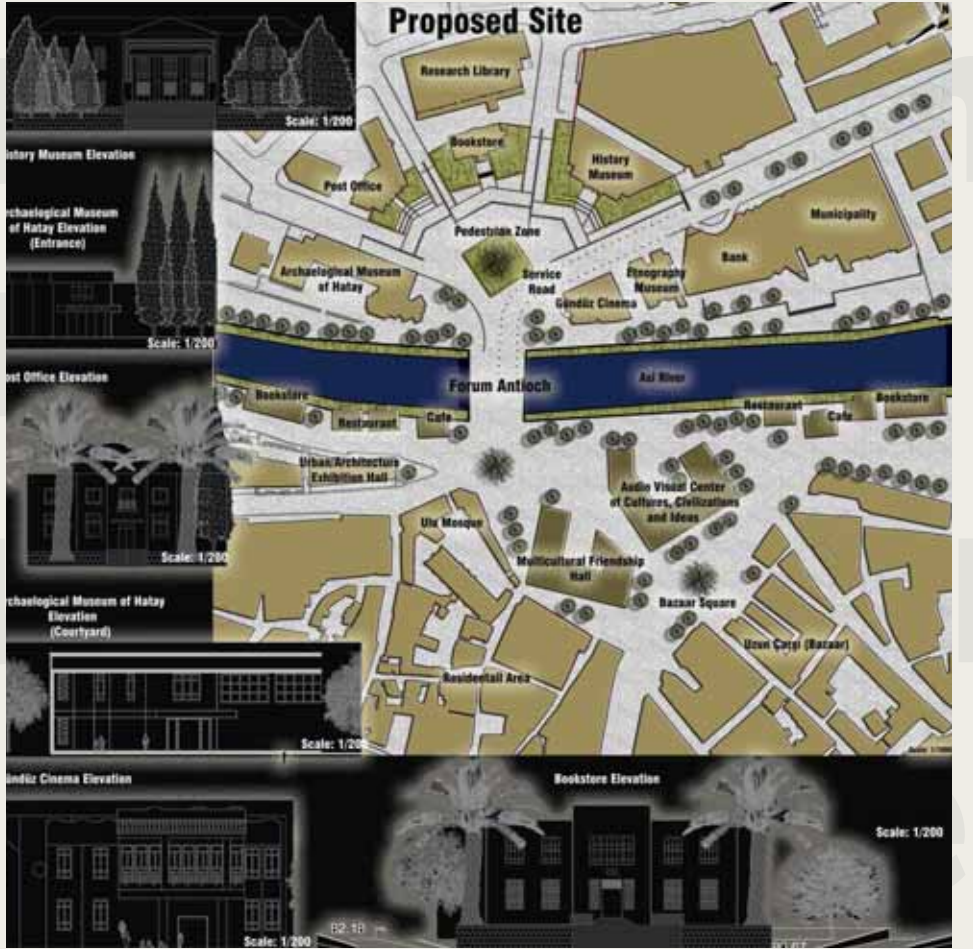 Proposed Site
Scale: 1/200
History Museum Elevation
Archaelogical Museum
of Hatay Elevation
(Entrance)
Scale: 1/200
Post Office Elevation
Scale: 1/200
Archaelogical Museum of Hatay
Elevation
(Courtyard)
Scale: 1/200
Gündüz Cinema Elevation
Scale: 1/200
Bookstore Elevation
Scale: 1/200
B2.1B
Research Library
Bookstore
History
Museum
Post Office
Pedestrian Zone
Municipality
Bank
Archaelogical Museum
of Hatay
Service
Road
Etnography
Museum
Gündüz Cinema
Forum Antioch
Asi River
Bookstore
Restaurant
Cafe
Restaurant
Cafe
Bookstore
Urban/Architecture
Exhibition Hall
Audio Visual Center
of Cultures, Civilizations
and Ideas
Ulu Mosque
Multicultural Friendship
Hall
Bazaar Square
Uzun Çarşı (Bazaar)
Residentail Area